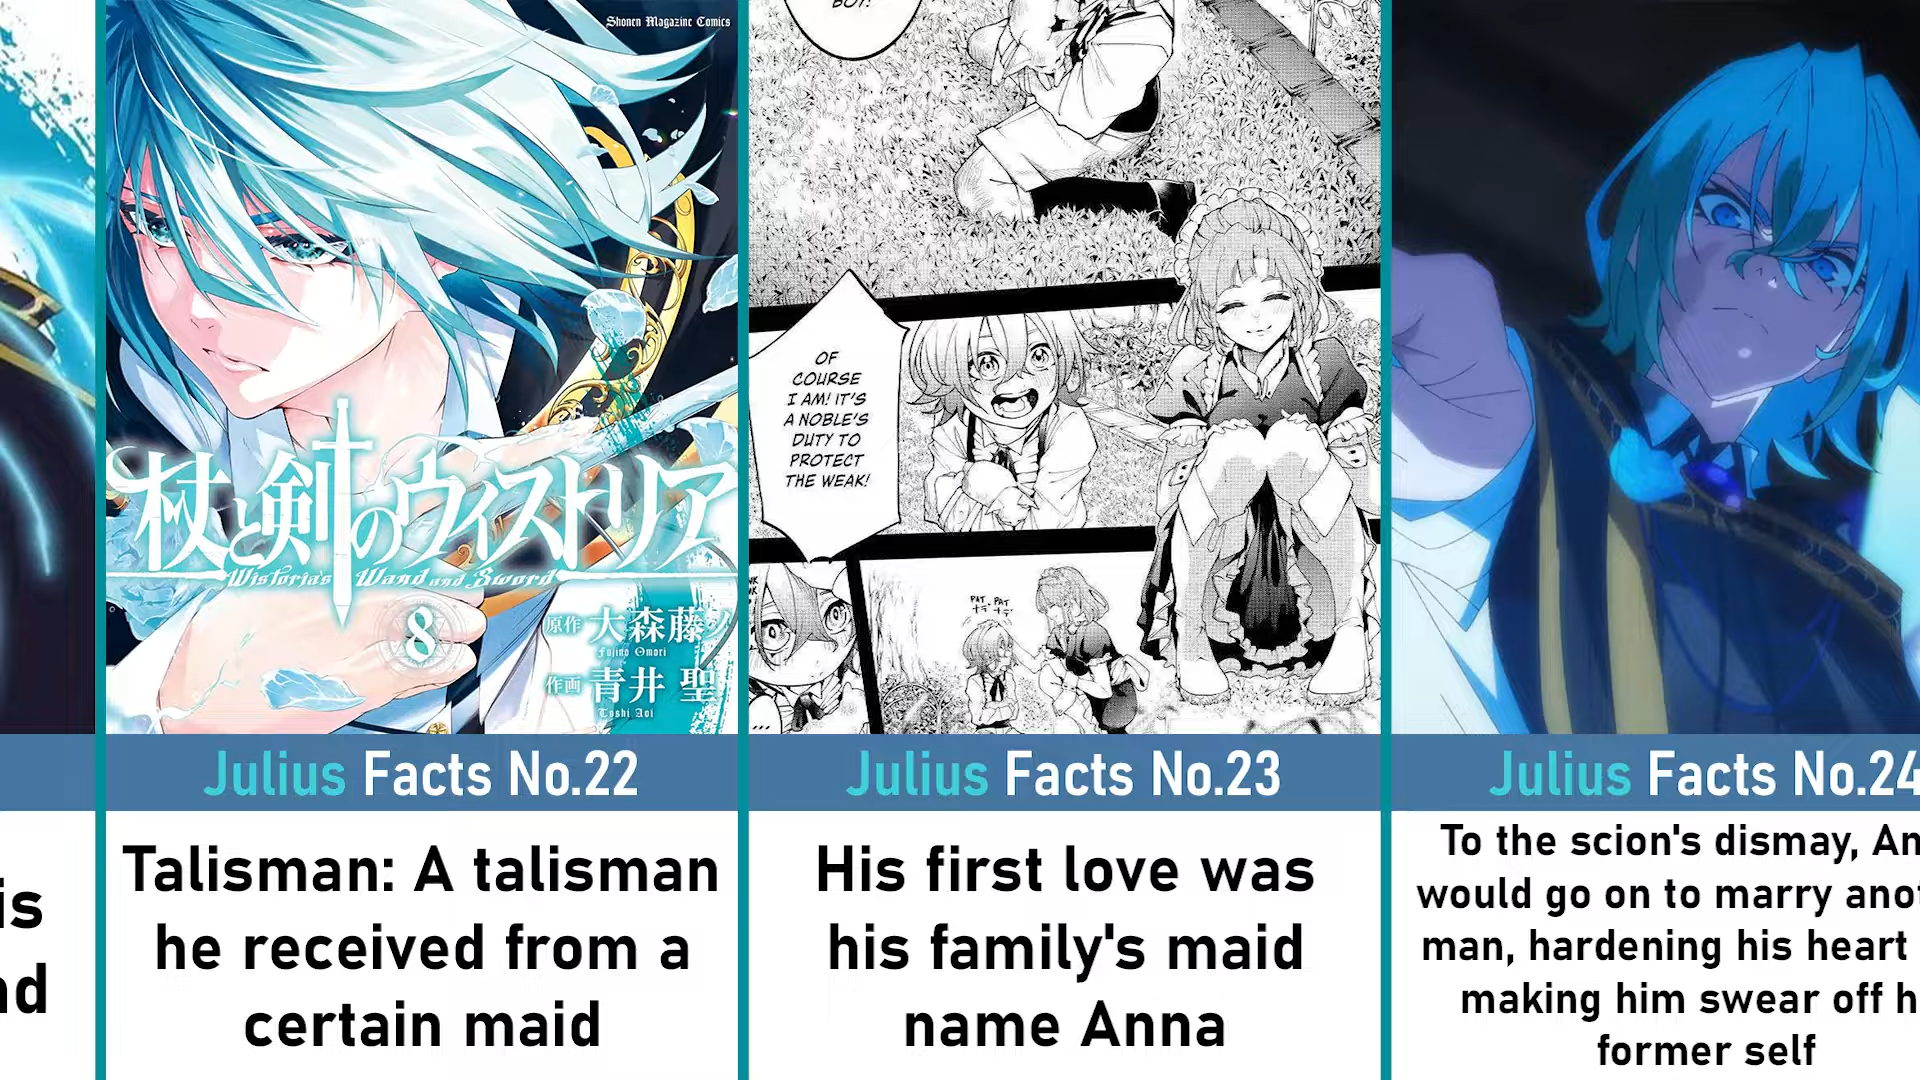 is
nd
Shonen Magazine Comics
杖と剣のウィストリア
Wistoria's Wand and Sword
8
原作 大森藤ノ
Fujino Omori
作画 青井 聖
Toshi Aoi
Julius Facts No.22
Talisman: A talisman
he received from a
certain maid
BOY!
OF
COURSE
I AM! IT'S
A NOBLE'S
DUTY TO
PROTECT
THE WEAK!
PAT PAT
...
Julius Facts No.23
His first love was
his family's maid
name Anna
Julius Facts No.24
To the scion's dismay, An
would go on to marry anot
man, hardening his heart
making him swear off h
former self